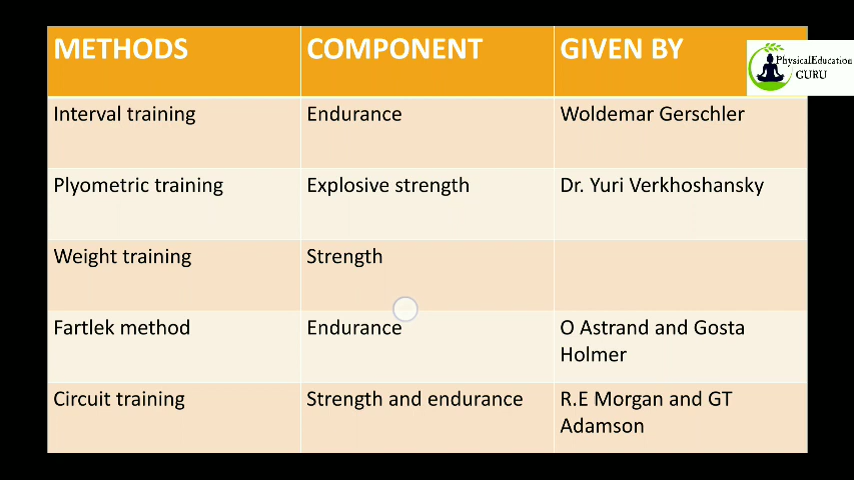 METHODS COMPONENT GIVEN BY
PhysicalEducation
GURU
Interval training Endurance Woldemar Gerschler
Plyometric training Explosive strength Dr. Yuri Verkhoshansky
Weight training Strength
Fartlek method Endurance O Astrand and Gosta
Holmer
Circuit training Strength and endurance R.E Morgan and GT
Adamson